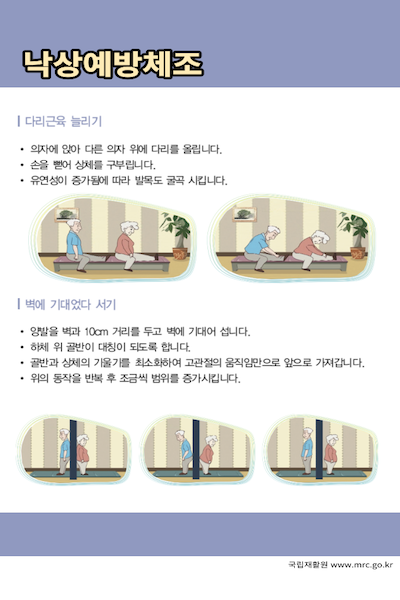 낙상예방체조
다리근육 늘리기
• 의자에 앉아 다른 의자 위에 다리를 올립니다.
• 손을 뻗어 상체를 구부립니다.
• 유연성이 증가됨에 따라 발목도 굴곡 시킵니다.
벽에 기대었다 서기
• 양발을 벽과 10cm 거리를 두고 벽에 기대어 섭니다.
• 하체 위 골반이 대칭이 되도록 합니다.
• 골반과 상체의 기울기를 최소화하여 고관절의 움직임만으로 앞으로 가져갑니다.
• 위의 동작을 반복 후 조금씩 범위를 증가시킵니다.
국립재활원 www.mrc.go.kr